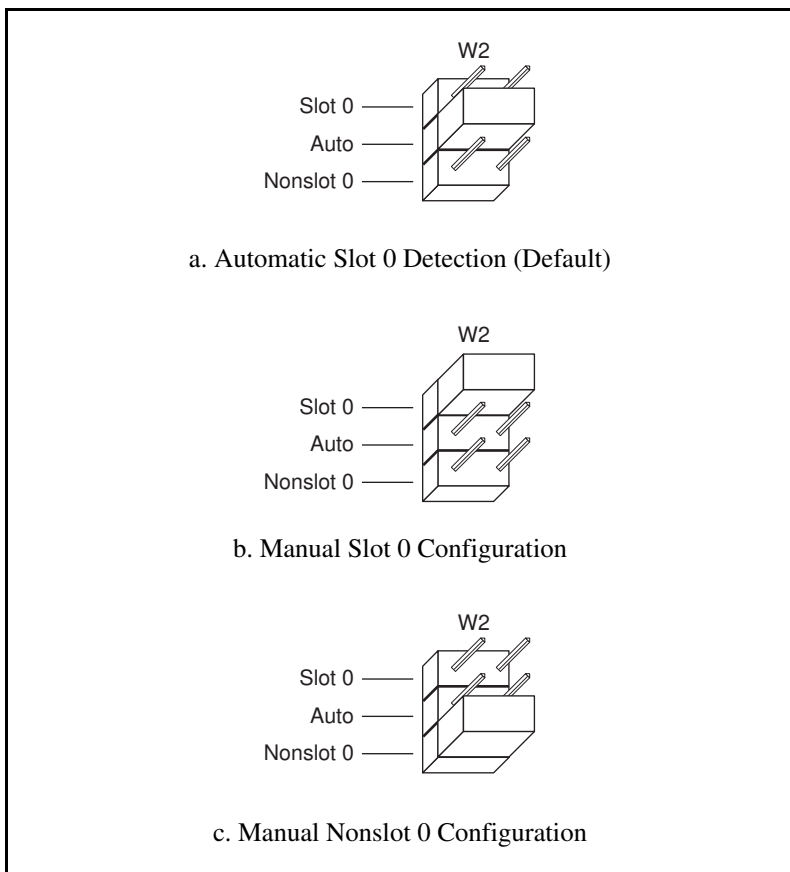 W2
Slot 0
Auto
Nonslot 0
a. Automatic Slot 0 Detection (Default)
W2
Slot 0
Auto
Nonslot 0
b. Manual Slot 0 Configuration
W2
Slot 0
Auto
Nonslot 0
c. Manual Nonslot 0 Configuration